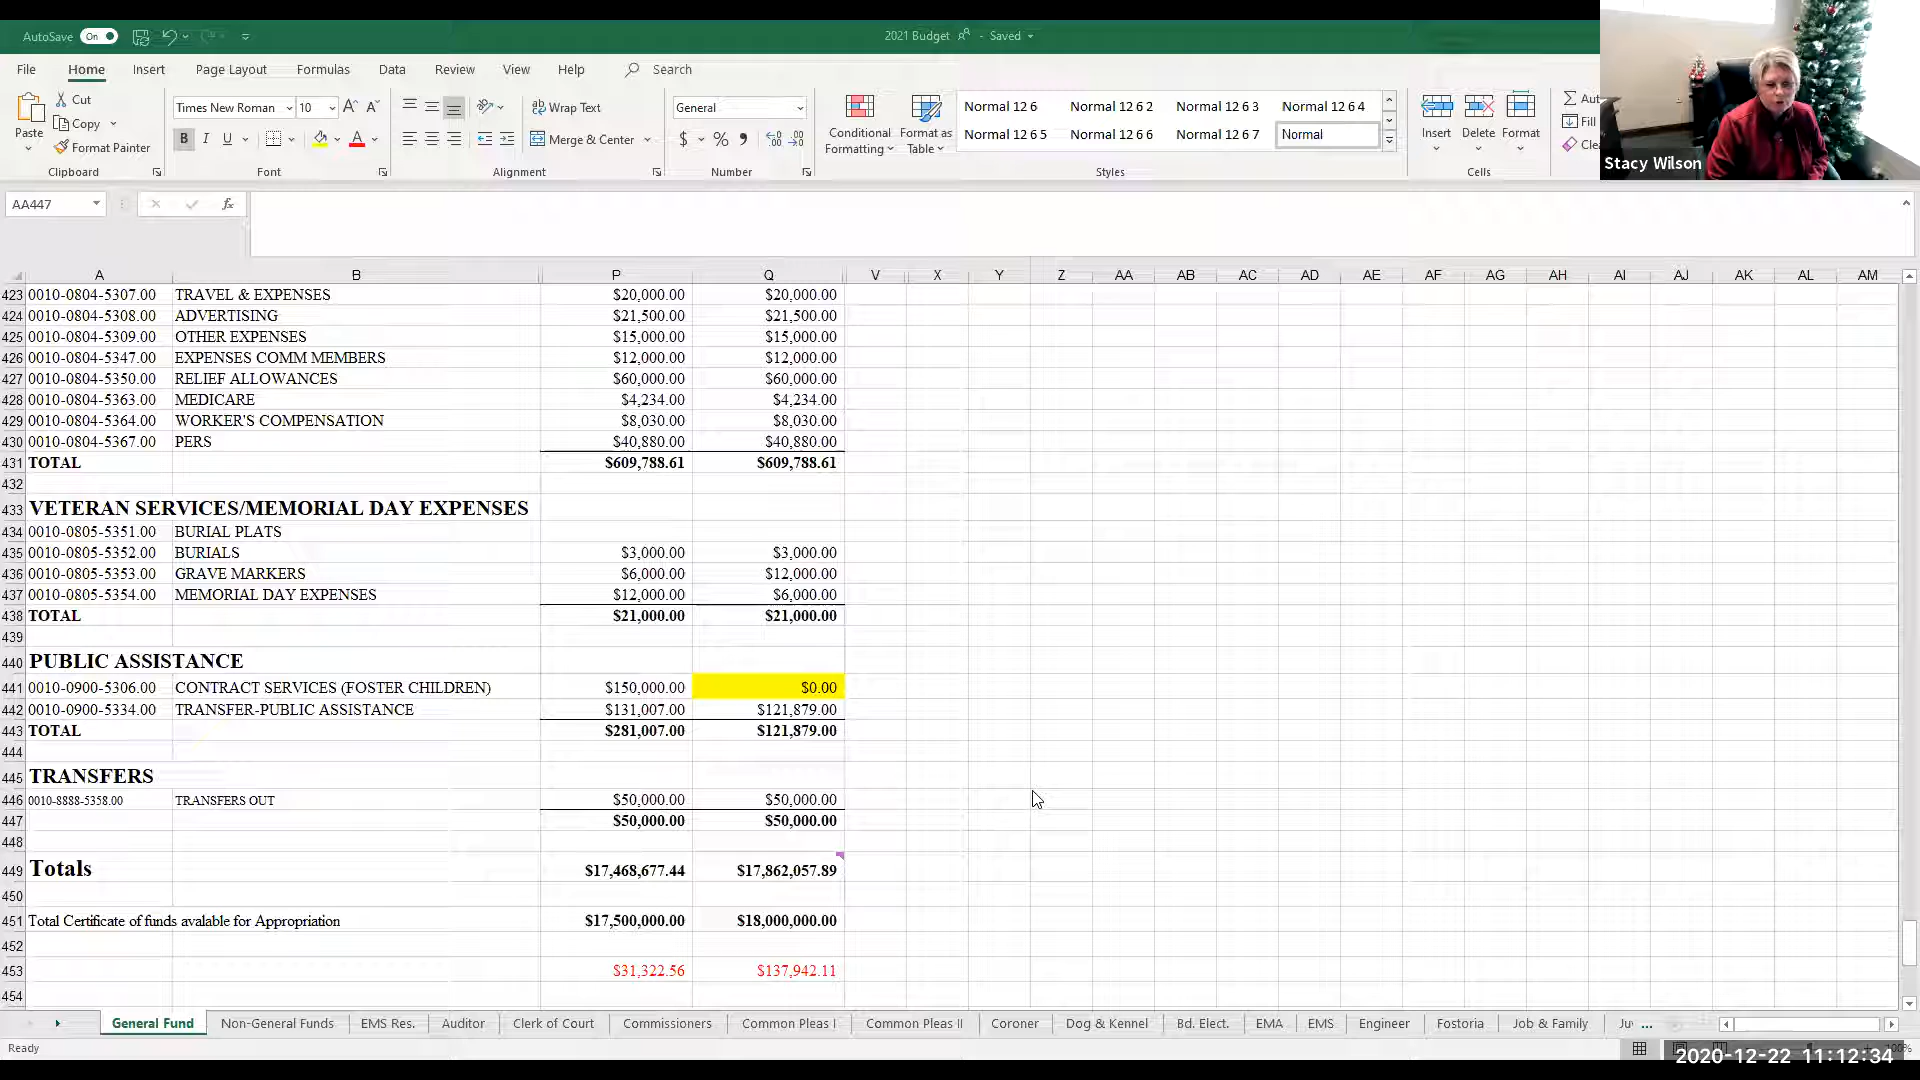 AutoSave On 2021 Budget - Saved
File Home Insert Page Layout Formulas Data Review View Help Search
Cut Times New Roman 10 Wrap Text General Normal 12 6 Normal 12 6 2 Normal 12 6 3 Normal 12 6 4
Paste Copy Conditional Formatting Format as Table Insert Delete Format Fill
Format Painter B I U Merge & Center $ % Normal 12 6 5 Normal 12 6 6 Normal 12 6 7 Normal
Clipboard Font Alignment Number Styles Cells
Stacy Wilson
AA447 fx
A B P Q V X Y Z AA AB AC AD AE AF AG AH AI AJ AK AL AM
423 0010-0804-5307.00 TRAVEL & EXPENSES $20,000.00 $20,000.00
424 0010-0804-5308.00 ADVERTISING $21,500.00 $21,500.00
425 0010-0804-5309.00 OTHER EXPENSES $15,000.00 $15,000.00
426 0010-0804-5347.00 EXPENSES COMM MEMBERS $12,000.00 $12,000.00
427 0010-0804-5350.00 RELIEF ALLOWANCES $60,000.00 $60,000.00
428 0010-0804-5363.00 MEDICARE $4,234.00 $4,234.00
429 0010-0804-5364.00 WORKER'S COMPENSATION $8,030.00 $8,030.00
430 0010-0804-5367.00 PERS $40,880.00 $40,880.00
431 TOTAL $609,788.61 $609,788.61
432
433 VETERAN SERVICES/MEMORIAL DAY EXPENSES
434 0010-0805-5351.00 BURIAL PLATS
435 0010-0805-5352.00 BURIALS $3,000.00 $3,000.00
436 0010-0805-5353.00 GRAVE MARKERS $6,000.00 $12,000.00
437 0010-0805-5354.00 MEMORIAL DAY EXPENSES $12,000.00 $6,000.00
438 TOTAL $21,000.00 $21,000.00
439
440 PUBLIC ASSISTANCE
441 0010-0900-5306.00 CONTRACT SERVICES (FOSTER CHILDREN) $150,000.00 $0.00
442 0010-0900-5334.00 TRANSFER-PUBLIC ASSISTANCE $131,007.00 $121,879.00
443 TOTAL $281,007.00 $121,879.00
444
445 TRANSFERS
446 0010-8888-5358.00 TRANSFERS OUT $50,000.00 $50,000.00
447 $50,000.00 $50,000.00
448
449 Totals $17,468,677.44 $17,862,057.89
450
451 Total Certificate of funds avalable for Appropriation $17,500,000.00 $18,000,000.00
452
453 $31,322.56 $137,942.11
454
General Fund Non-General Funds EMS Res. Auditor Clerk of Court Commissioners Common Pleas I Common Pleas II Coroner Dog & Kennel Bd. Elect. EMA EMS Engineer Fostoria Job & Family ...
Ready
2020-12-22 11:12:34